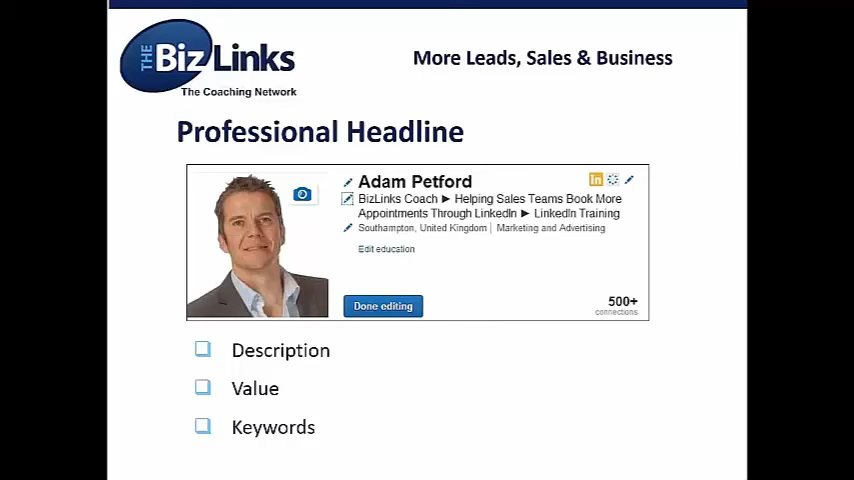 THE BizLinks
The Coaching Network
More Leads, Sales & Business
Professional Headline
Adam Petford
BizLinks Coach ► Helping Sales Teams Book More
Appointments Through LinkedIn ► LinkedIn Training
Southampton, United Kingdom | Marketing and Advertising
Edit education
Done editing
500+
connections
in
Description
Value
Keywords